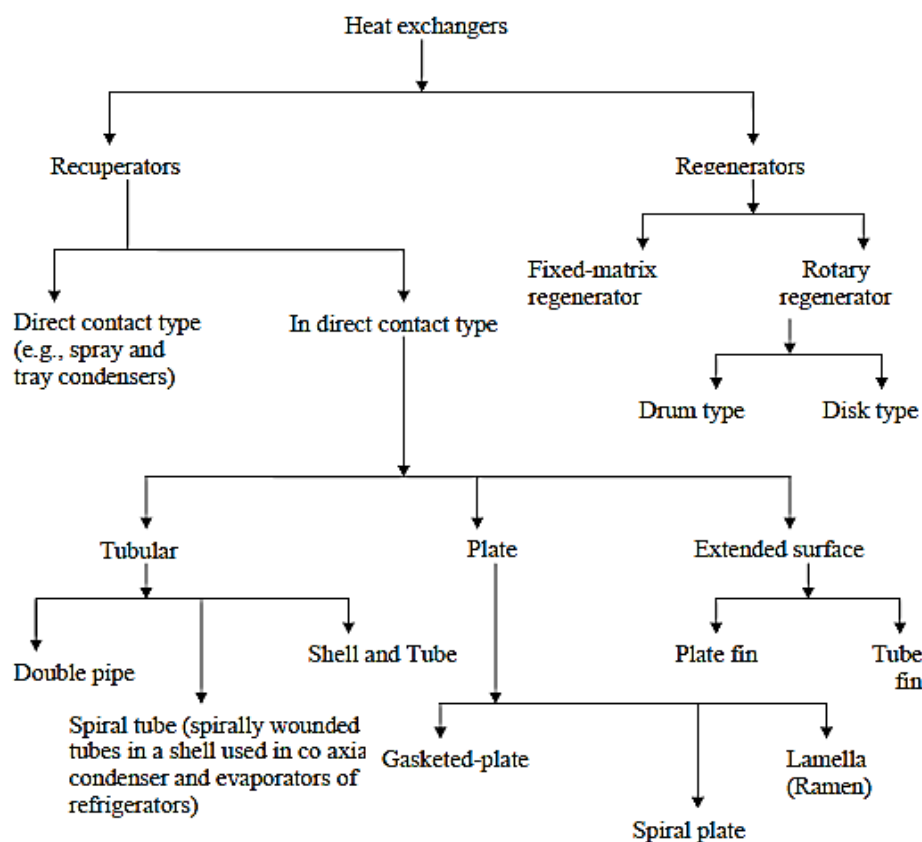 Heat exchangers
Recuperators
Regenerators
Fixed-matrix
regenerator
Rotary
regenerator
Direct contact type
(e.g., spray and
tray condensers)
In direct contact type
Drum type
Disk type
Tubular
Plate
Extended surface
Double pipe
Shell and Tube
Plate fin
Tube
fin
Spiral tube (spirally wounded
tubes in a shell used in co axia
condenser and evaporators of
refrigerators)
Gasketed-plate
Lamella
(Ramen)
Spiral plate